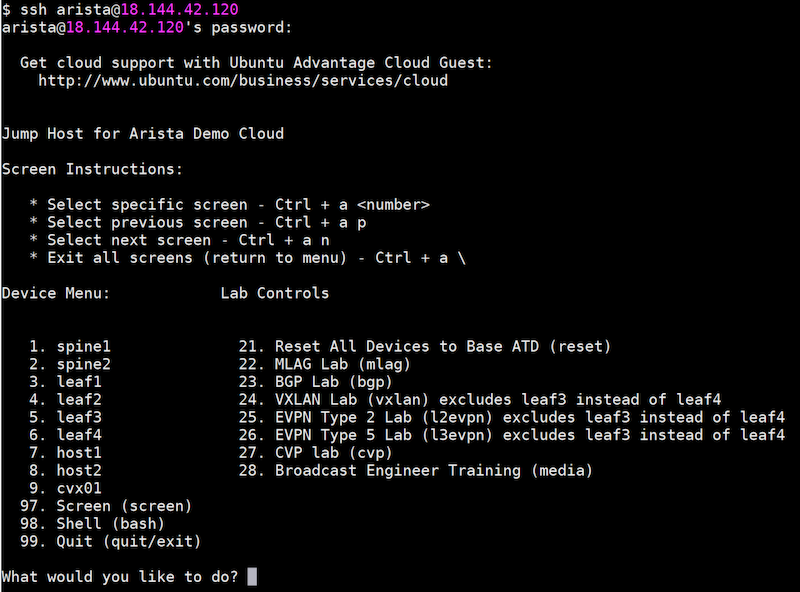 $ ssh arista@18.144.42.120
arista@18.144.42.120's password:
Get cloud support with Ubuntu Advantage Cloud Guest:
http://www.ubuntu.com/business/services/cloud
Jump Host for Arista Demo Cloud
Screen Instructions:
* Select specific screen - Ctrl + a <number>
* Select previous screen - Ctrl + a p
* Select next screen - Ctrl + a n
* Exit all screens (return to menu) - Ctrl + a \
Device Menu:            Lab Controls
1. spine1              21. Reset All Devices to Base ATD (reset)
2. spine2              22. MLAG Lab (mlag)
3. leaf1               23. BGP Lab (bgp)
4. leaf2               24. VXLAN Lab (vxlan) excludes leaf3 instead of leaf4
5. leaf3               25. EVPN Type 2 Lab (l2evpn) excludes leaf3 instead of leaf4
6. leaf4               26. EVPN Type 5 Lab (l3evpn) excludes leaf3 instead of leaf4
7. host1               27. CVP lab (cvp)
8. host2               28. Broadcast Engineer Training (media)
9. cvx01
97. Screen (screen)
98. Shell (bash)
99. Quit (quit/exit)
What would you like to do?